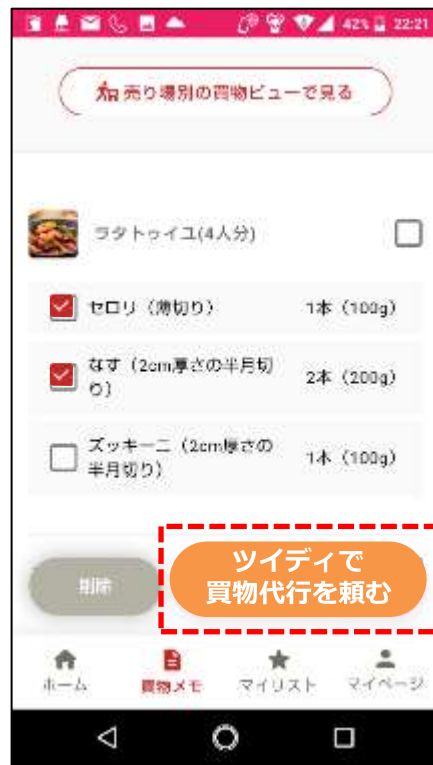 42% 22:21
売り場別の買物ビューで見る
ラタトゥイユ(4人分)
セロリ（薄切り） 1本（100g）
なす（2cm厚さの半月切
り） 2本（200g）
ズッキーニ（2cm厚さの
半月切り） 1本（100g）
削除
ツイディで
買物代行を頼む
ホーム 買物メモ マイリスト マイページ